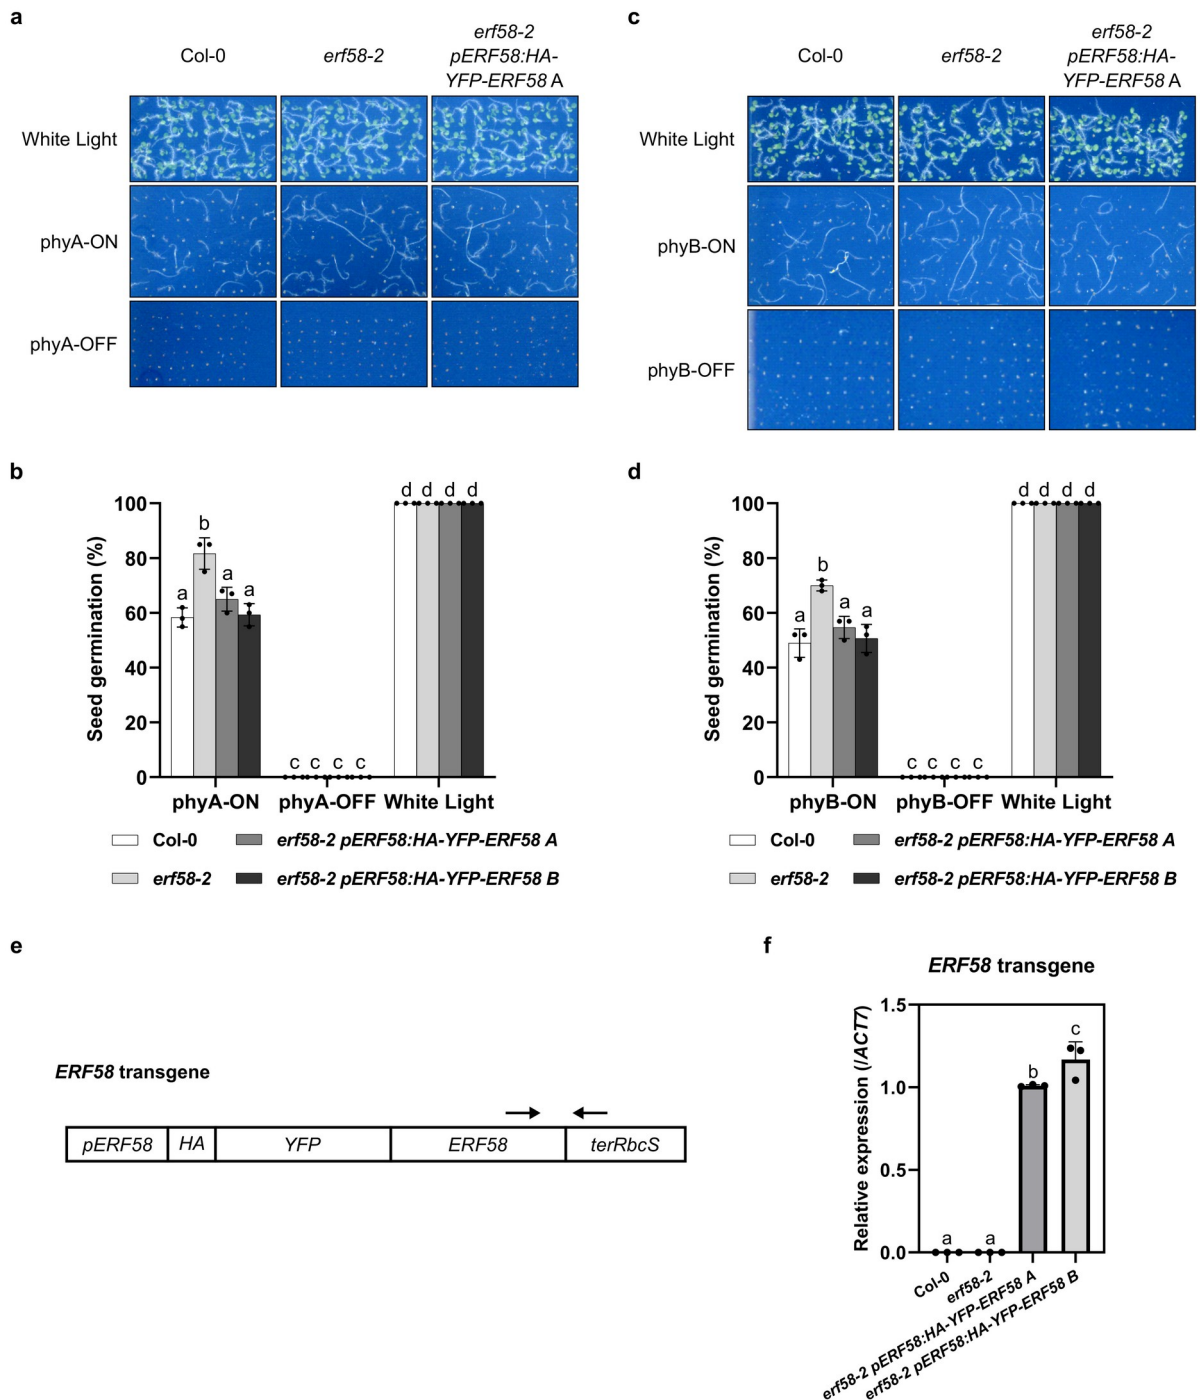 a
Col-0
erf58-2
erf58-2
pERF58:HA-
YFP-ERF58 A
White Light
phyA-ON
phyA-OFF
c
Col-0
erf58-2
erf58-2
pERF58:HA-
YFP-ERF58 A
White Light
phyB-ON
phyB-OFF
b
Seed germination (%)
100
80
60
40
20
0
a
b
a
a
c c c c
d d d d
phyA-ON phyA-OFF White Light
Col-0
erf58-2 pERF58:HA-YFP-ERF58 A
erf58-2
erf58-2 pERF58:HA-YFP-ERF58 B
d
Seed germination (%)
100
80
60
40
20
0
a
b
a
a
c c c c
d d d d
phyB-ON phyB-OFF White Light
Col-0
erf58-2 pERF58:HA-YFP-ERF58 A
erf58-2
erf58-2 pERF58:HA-YFP-ERF58 B
e
ERF58 transgene
pERF58 HA YFP ERF58 terRbcS
f
ERF58 transgene
Relative expression (/ACT7)
1.5
1.0
0.5
0.0
a
a
b
c
Col-0
erf58-2
erf58-2 pERF58:HA-YFP-ERF58 A
erf58-2 pERF58:HA-YFP-ERF58 B